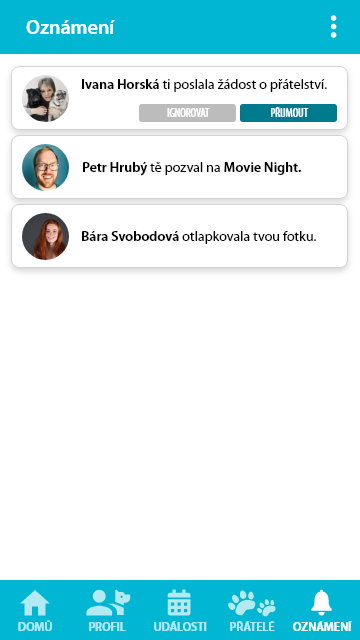 Oznámení
Ivana Horská ti poslala žádost o přátelství.
IGNOROVAT PŘIJMOUT
Petr Hrubý tě pozval na Movie Night.
Bára Svobodová otlapkovala tvou fotku.
DOMŮ PROFIL UDÁLOSTI PŘÁTELÉ OZNÁMENÍ